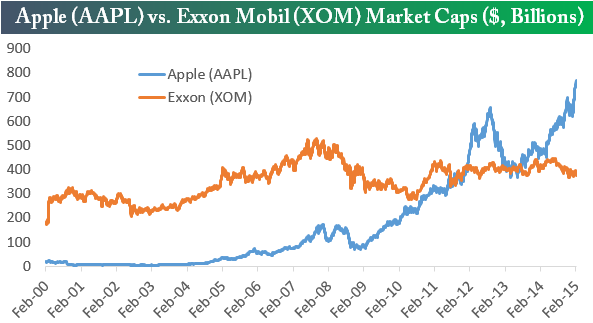 Apple (AAPL) vs. Exxon Mobil (XOM) Market Caps ($, Billions)
900
800
700
600
500
400
300
200
100
0
Apple (AAPL)
Exxon (XOM)
Feb-00
Feb-01
Feb-02
Feb-03
Feb-04
Feb-05
Feb-06
Feb-07
Feb-08
Feb-09
Feb-10
Feb-11
Feb-12
Feb-13
Feb-14
Feb-15